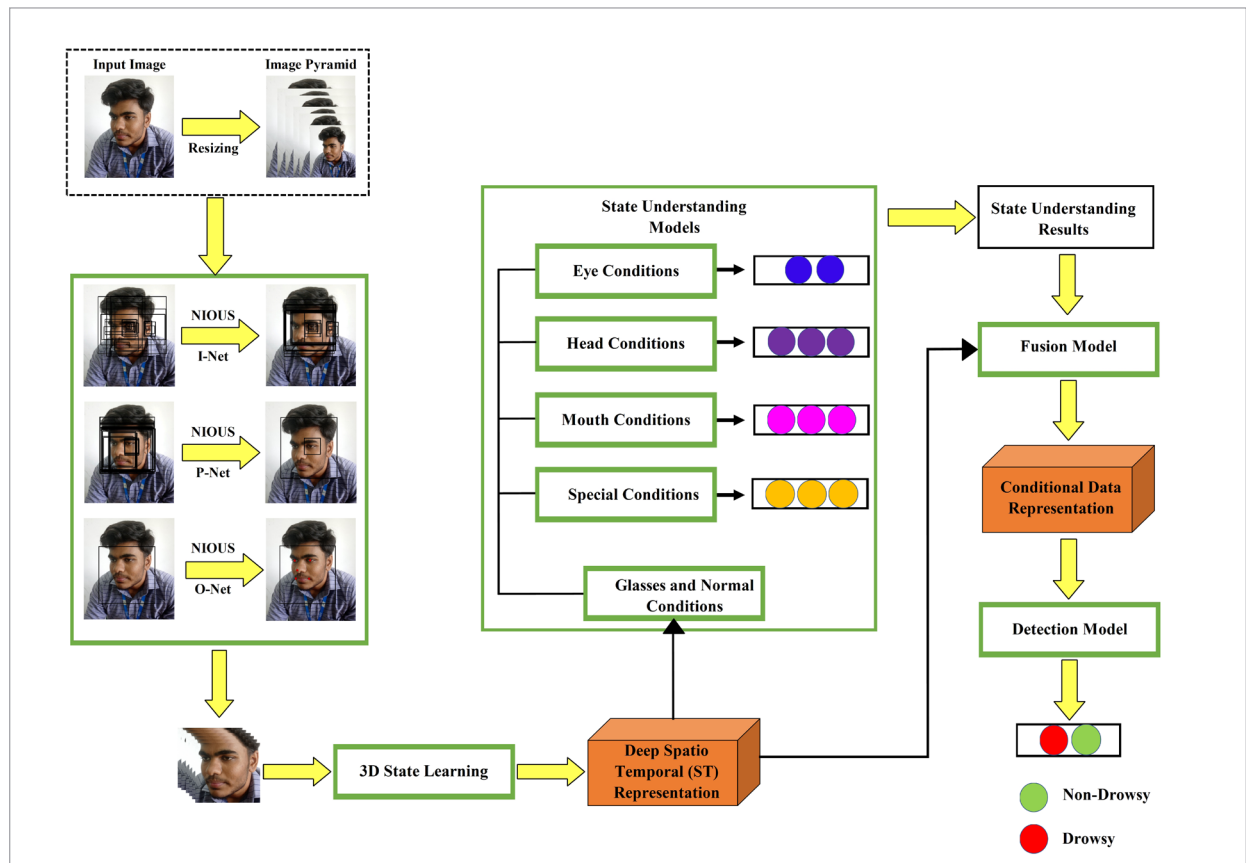 Input Image
Image Pyramid
Resizing
NIOUS
I-Net
NIOUS
P-Net
NIOUS
O-Net
3D State Learning
Deep Spatio
Temporal (ST)
Representation
State Understanding
Models
Eye Conditions
Head Conditions
Mouth Conditions
Special Conditions
Glasses and Normal
Conditions
State Understanding
Results
Fusion Model
Conditional Data
Representation
Detection Model
Non-Drowsy
Drowsy